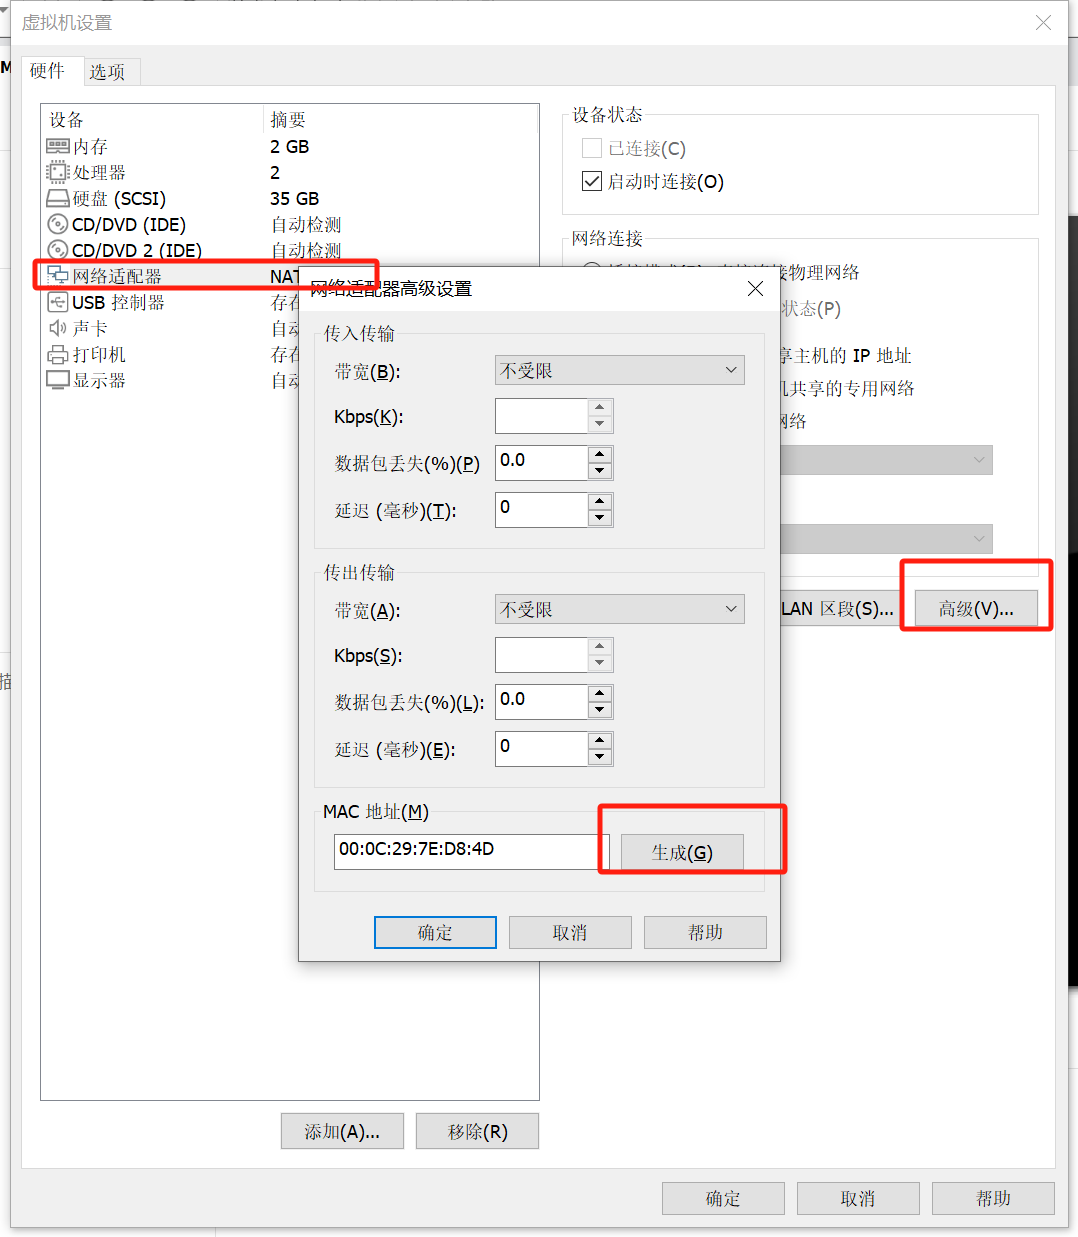 虚拟机设置
硬件 选项
设备 摘要
内存 2 GB
处理器 2
硬盘 (SCSI) 35 GB
CD/DVD (IDE) 自动检测
CD/DVD 2 (IDE) 自动检测
网络适配器 NAT
USB 控制器 存在
声卡 自动
打印机 存在
显示器 自动
添加(A)... 移除(R)
设备状态
已连接(C)
启动时连接(O)
网络连接
物理网络
状态(P)
享主机的 IP 地址
机共享的专用网络
网络
LAN 区段(S)... 高级(V)...
网络适配器高级设置
传入传输
带宽(B): 不受限
Kbps(K):
数据包丢失(%)(P) 0.0
延迟 (毫秒)(T): 0
传出传输
带宽(A): 不受限
Kbps(S):
数据包丢失(%)(L): 0.0
延迟 (毫秒)(E): 0
MAC 地址(M)
00:0C:29:7E:D8:4D 生成(G)
确定 取消 帮助
确定 取消 帮助